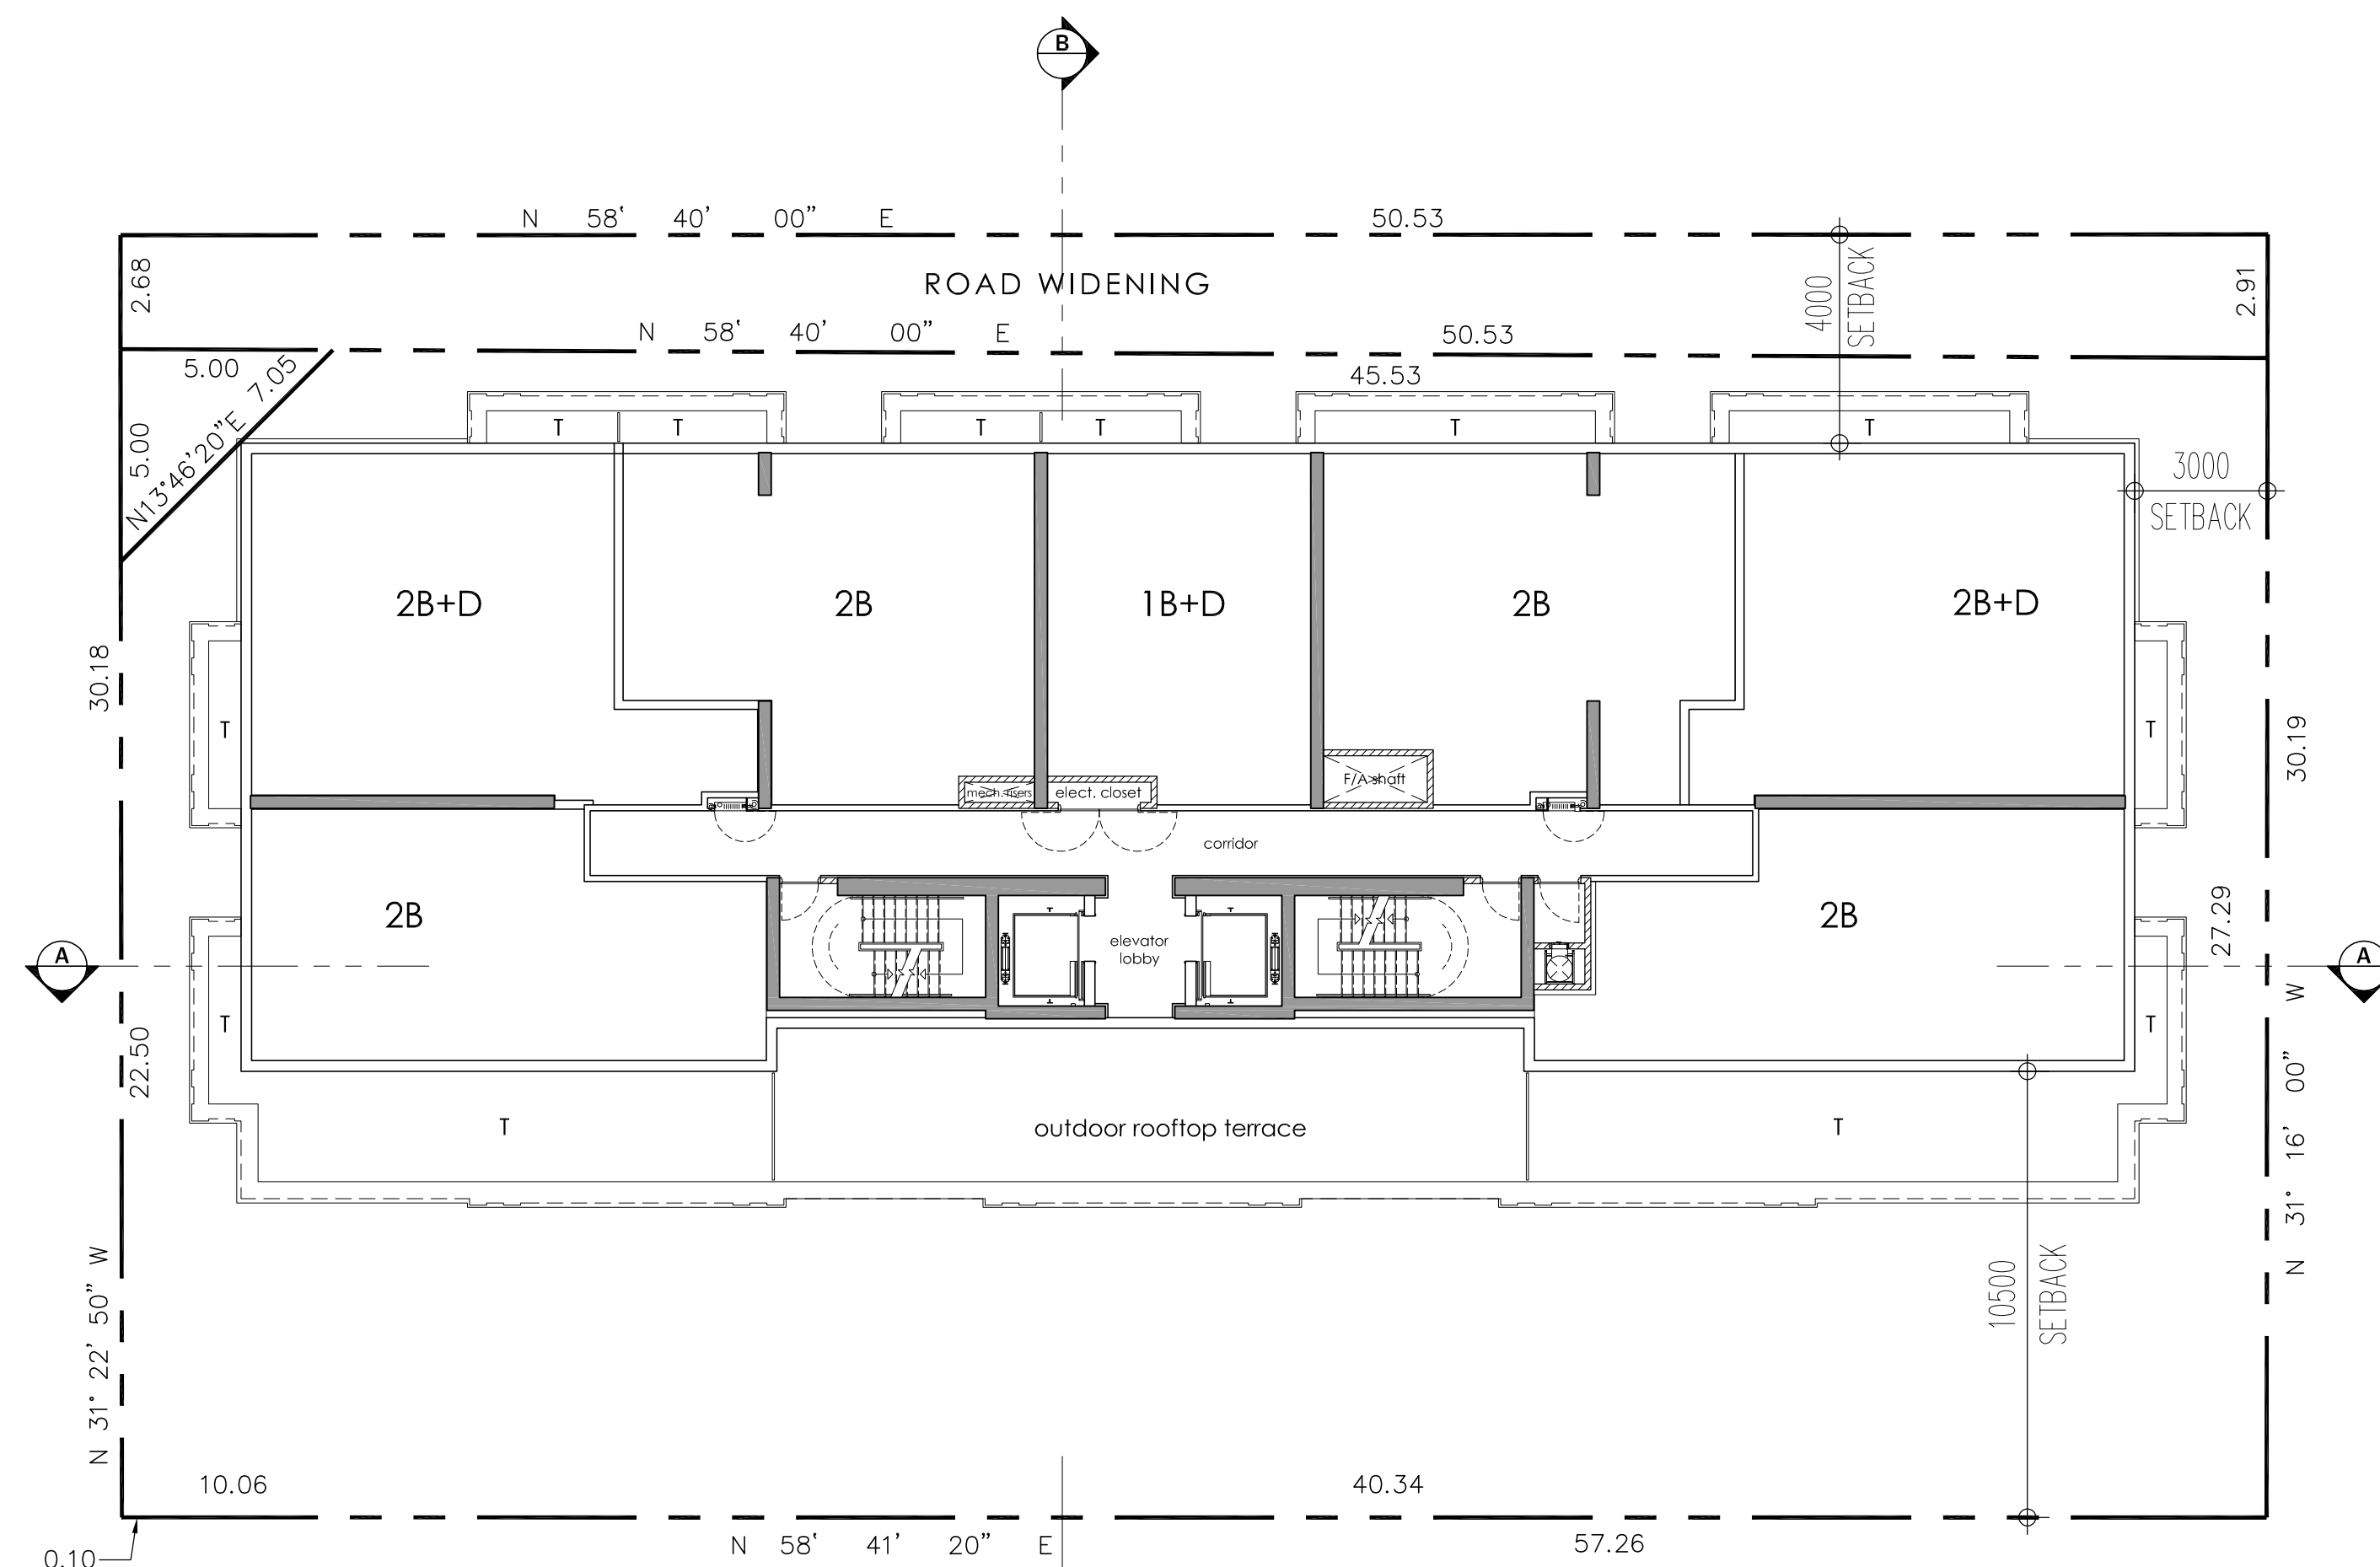 B
N 58‘ 40’ 00” E 50.53
2.68
ROAD WIDENING
4000
SETBACK
2.91
N 58‘ 40’ 00” E 50.53
5.00
7.05
45.53
5.00
N13°46’20”E
T T T T T T
3000
SETBACK
2B+D 2B 1B+D 2B 2B+D
30.18
T
T
30.19
mech. risers
elect. closet
F/A shaft
corridor
2B
2B
27.29
elevator
lobby
A
A
T
T
22.50
T
outdoor rooftop terrace
T
N 31° 22’ 50” W
N 31° 16’ 00” W
10500
SETBACK
10.06
40.34
0.10
N 58‘ 41’ 20” E
57.26